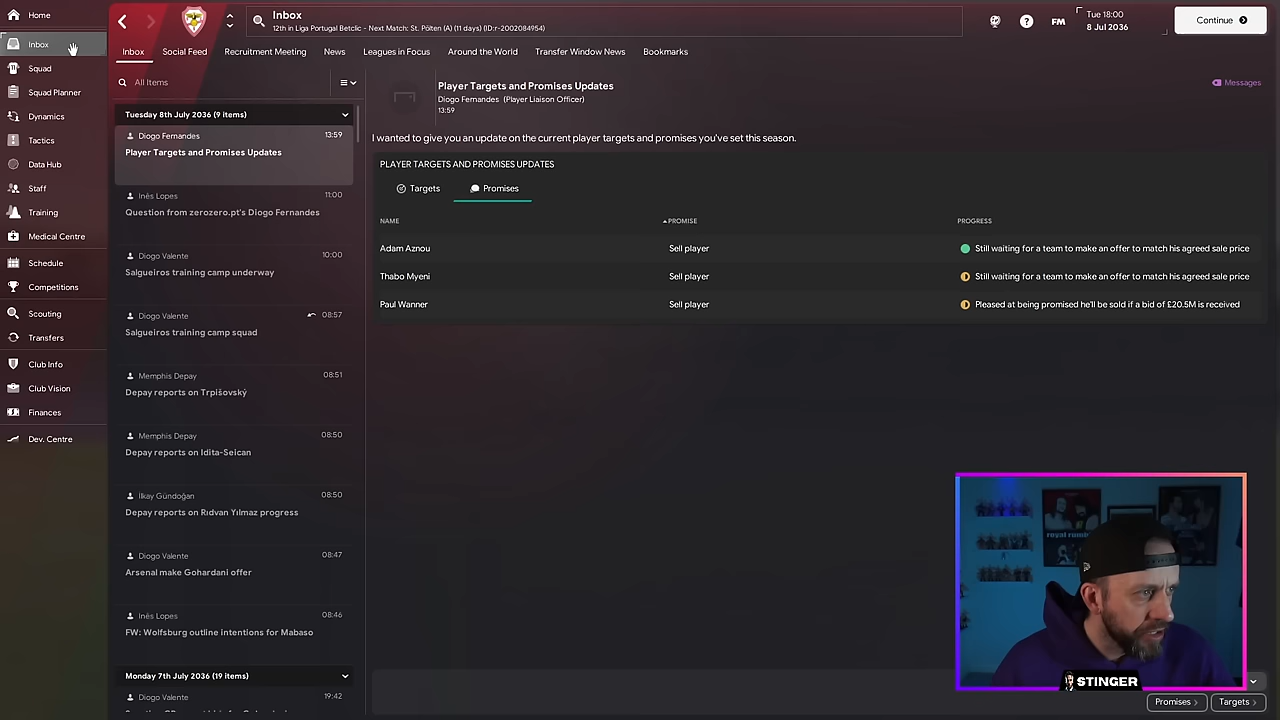 Home
Inbox
Squad
Squad Planner
Dynamics
Tactics
Data Hub
Staff
Training
Medical Centre
Schedule
Competitions
Scouting
Transfers
Club Info
Club Vision
Finances
Dev. Centre
Inbox
12th in Liga Portugal Betclic - Next Match: St. Pölten (A) (11 days) (ID:r-2002084954)
FM
Tue 18:00
8 Jul 2036
Continue
Inbox Social Feed Recruitment Meeting News Leagues in Focus Around the World Transfer Window News Bookmarks
All Items
Tuesday 8th July 2036 (9 items)
Diogo Fernandes 13:59
Player Targets and Promises Updates
Inês Lopes 11:00
Question from zerozero.pt's Diogo Fernandes
Diogo Valente 10:00
Salgueiros training camp underway
Diogo Valente 08:57
Salgueiros training camp squad
Memphis Depay 08:51
Depay reports on Trpišovský
Memphis Depay 08:50
Depay reports on Idita-Seican
İlkay Gündoğan 08:50
Depay reports on Rıdvan Yılmaz progress
Diogo Valente 08:47
Arsenal make Gohardani offer
Inês Lopes 08:46
FW: Wolfsburg outline intentions for Mabaso
Monday 7th July 2036 (19 items)
Diogo Valente 19:42
Player Targets and Promises Updates
Diogo Fernandes (Player Liaison Officer)
13:59
Messages
I wanted to give you an update on the current player targets and promises you've set this season.
PLAYER TARGETS AND PROMISES UPDATES
Targets Promises
NAME PROMISE PROGRESS
Adam Aznou Sell player Still waiting for a team to make an offer to match his agreed sale price
Thabo Myeni Sell player Still waiting for a team to make an offer to match his agreed sale price
Paul Wanner Sell player Pleased at being promised he'll be sold if a bid of £20.5M is received
royal rumb
STINGER
Promises Targets